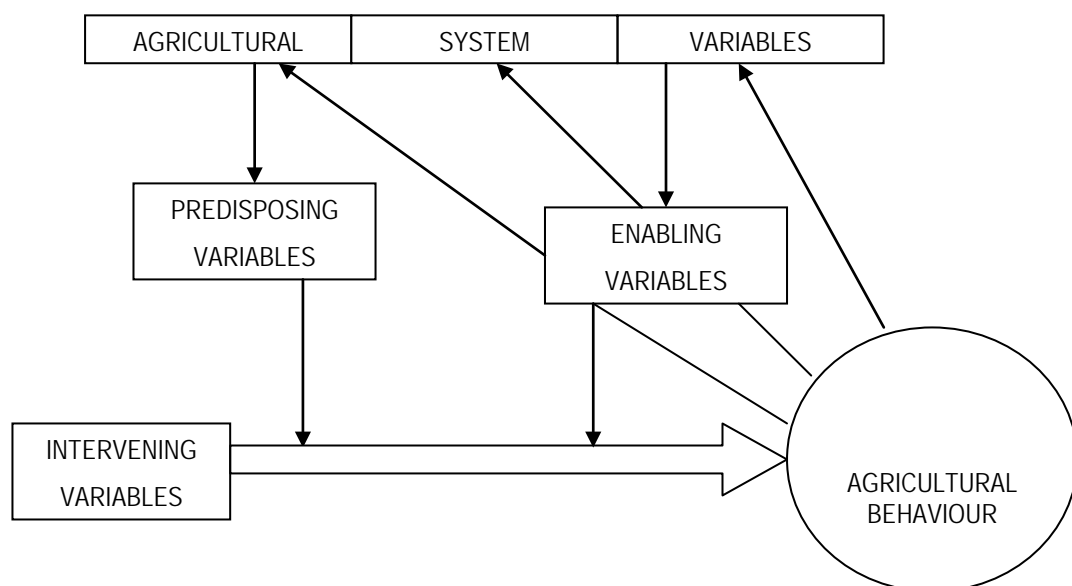 AGRICULTURAL SYSTEM VARIABLES
PREDISPOSING
VARIABLES
ENABLING
VARIABLES
INTERVENING
VARIABLES
AGRICULTURAL
BEHAVIOUR